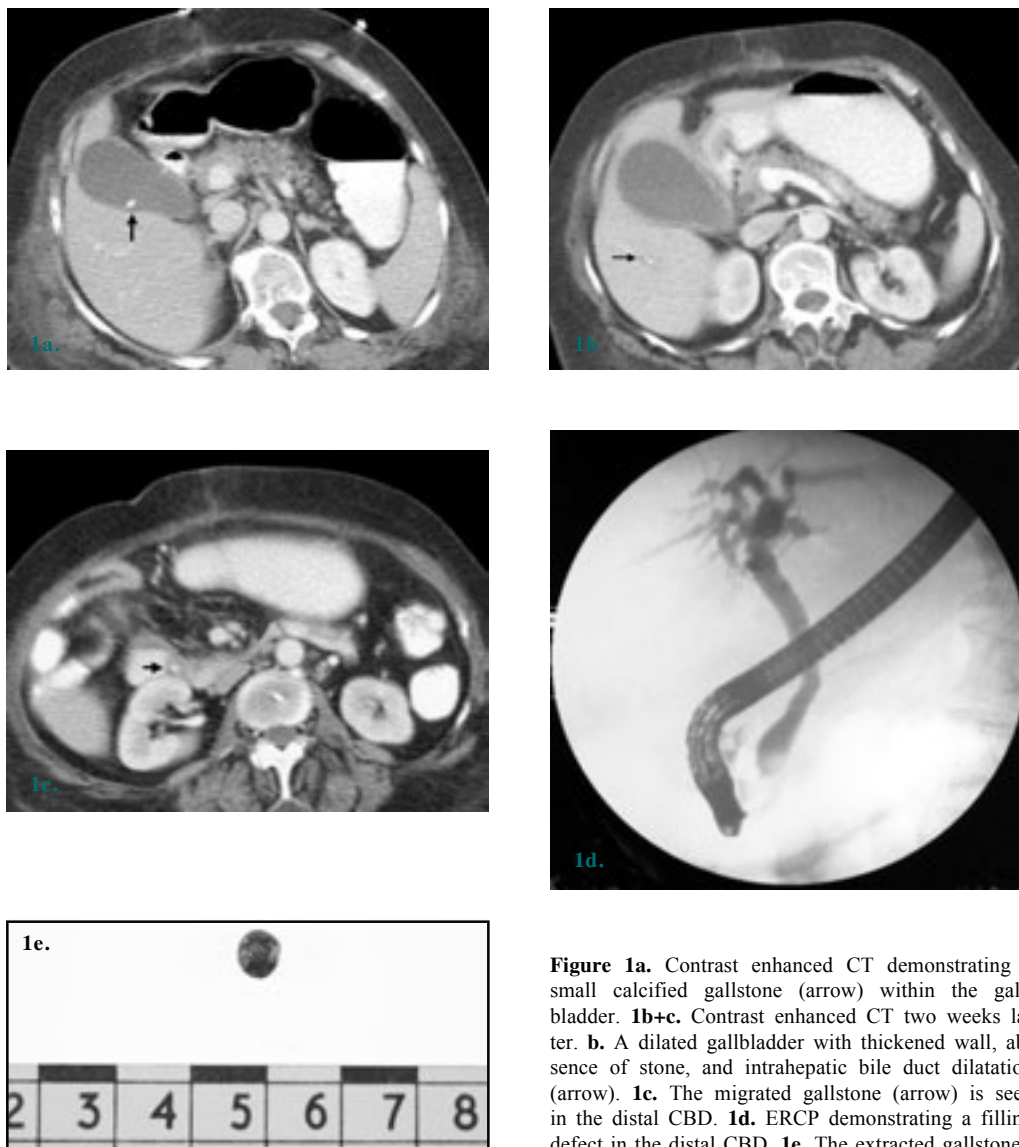 1a.
1b
1c.
1d.
1e.
2 3 4 5 6 7 8
Figure 1a. Contrast enhanced CT demonstrating
small calcified gallstone (arrow) within the gal
bladder. 1b+c. Contrast enhanced CT two weeks la
ter. b. A dilated gallbladder with thickened wall, ab
sence of stone, and intrahepatic bile duct dilatatio
(arrow). 1c. The migrated gallstone (arrow) is see
in the distal CBD. 1d. ERCP demonstrating a fillin
defect in the distal CBD. 1e. The extracted gallstone